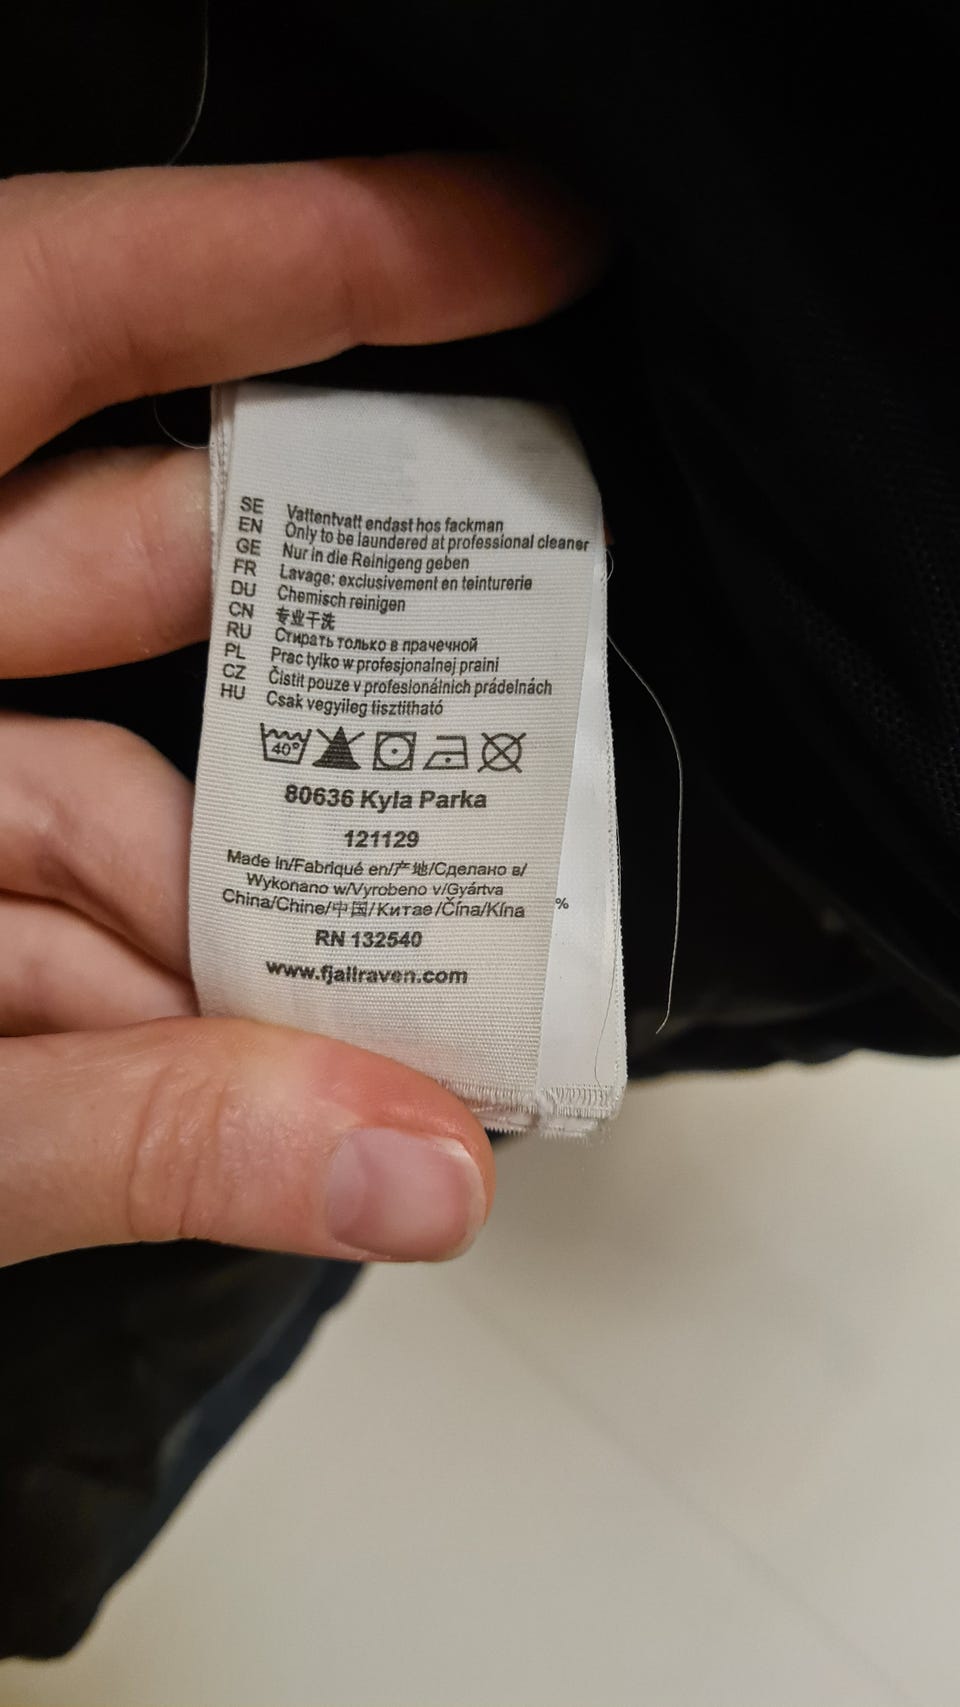 SE Vattentvatt endast hos fackman
EN Only to be laundered at professional cleaner
GE Nur in die Reinigeng geben
FR Lavage; exclusivement en teinturerie
DU Chemisch reinigen
CN 专业干洗
RU Стирать только в прачечной
PL Prac tylko w profesjonalnej praini
CZ Čistit pouze v profesionálnich prádelnách
HU Csak vegyileg tisztitható
40°
80636 Kyla Parka
121129
Made in/Fabriqué en/产地/Сделано в/
Wykonano w/Vyrobeno v/Gyártva
China/Chine/中国/Китае/Čína/Kína
%
RN 132540
www.fjallraven.com